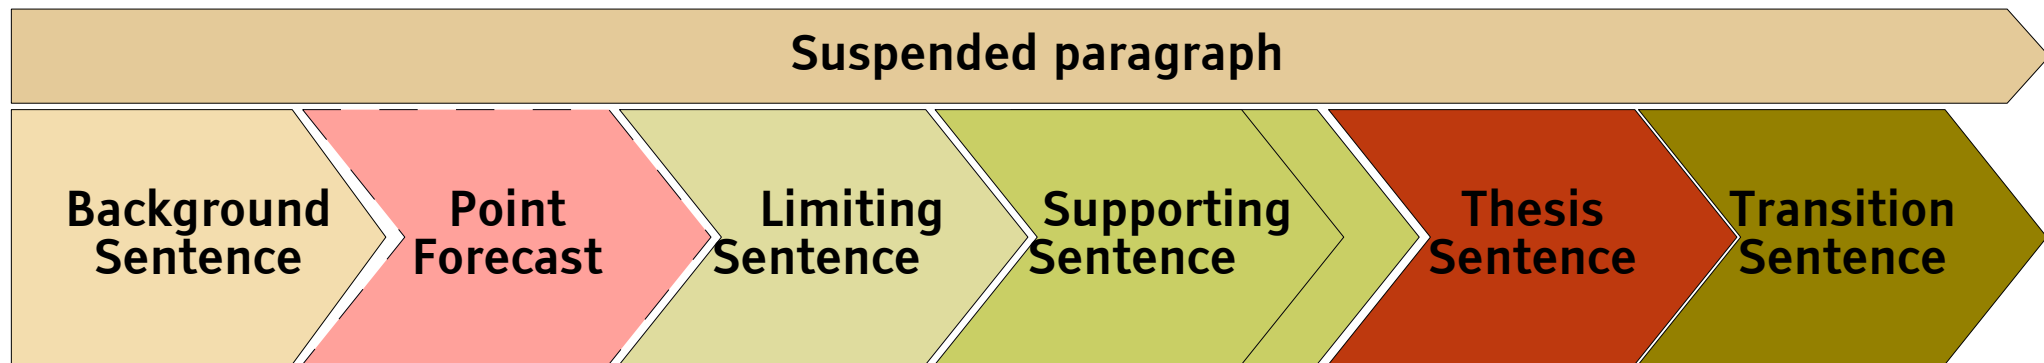 Suspended paragraph
Background
Sentence
Point
Forecast
Limiting
Sentence
Supporting
Sentence
Thesis
Sentence
Transition
Sentence